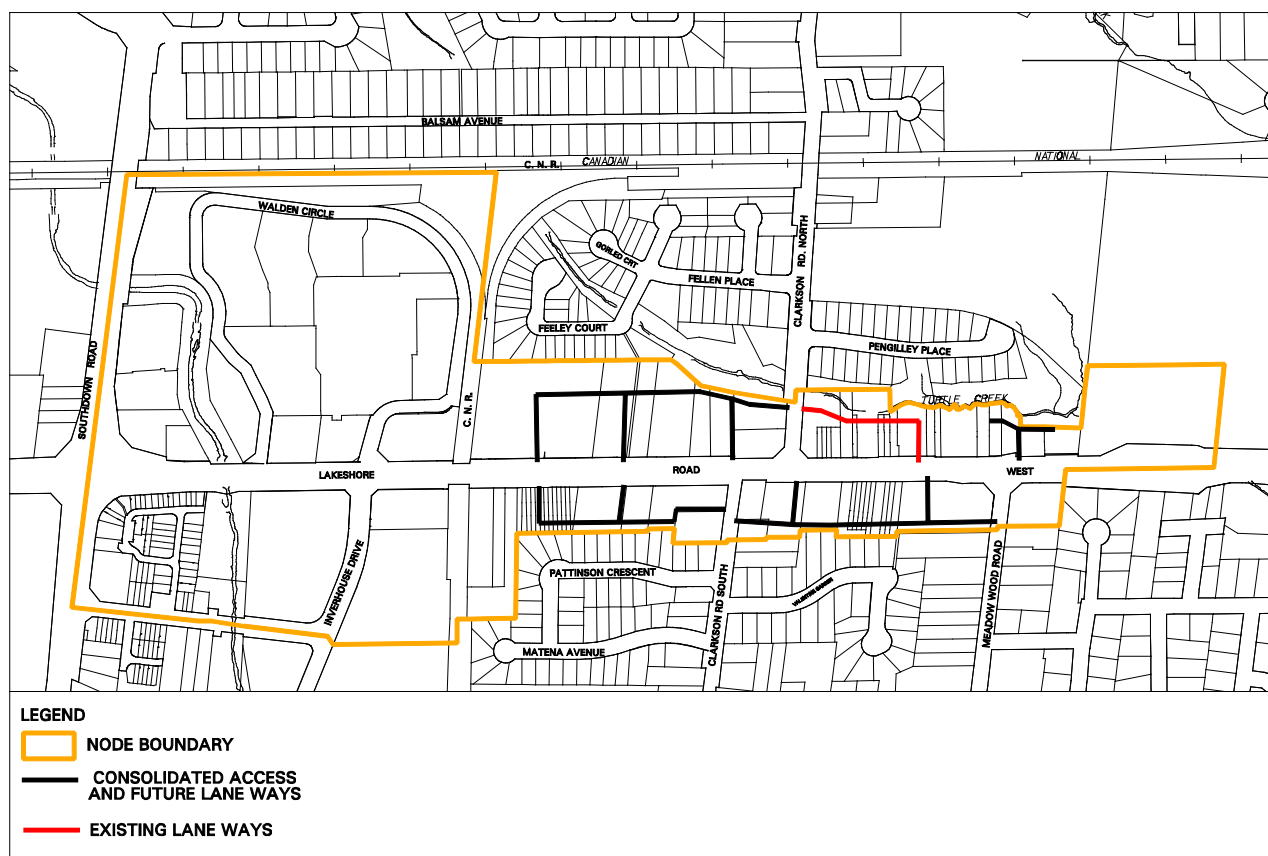 BALSAM AVENUE
C. N. R.
CANADIAN
NATIONAL
WALDEN CIRCLE
GORLED CRT
FELLEN PLACE
CLARKSON RD. NORTH
FEELEY COURT
PENGILLEY PLACE
SOUTHDOWN ROAD
TURTLE CREEK
C. N. R.
LAKESHORE
ROAD
WEST
INVERHOUSE DRIVE
PATTINSON CRESCENT
CLARKSON RD SOUTH
MEADOW WOOD ROAD
MATENA AVENUE
LEGEND
NODE BOUNDARY
CONSOLIDATED ACCESS
AND FUTURE LANE WAYS
EXISTING LANE WAYS